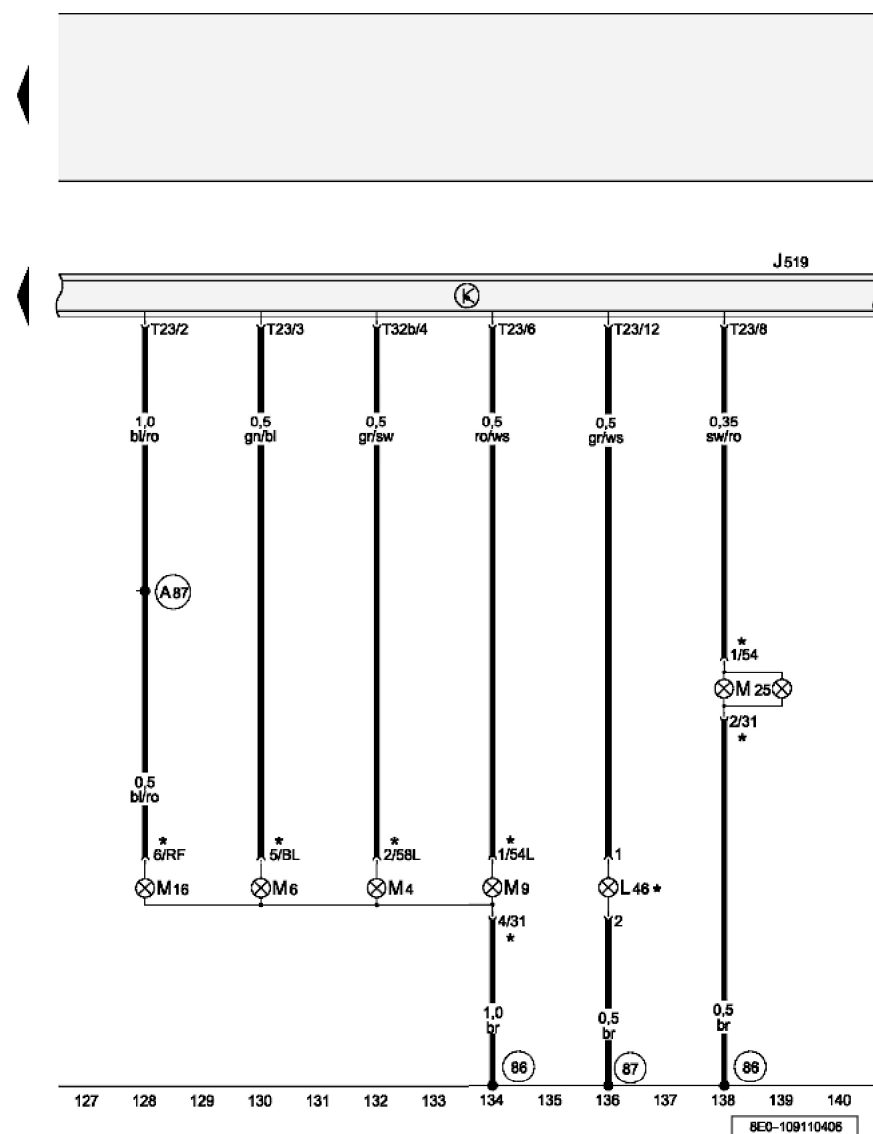 J519
T23/2 T23/3 T32b/4 T23/6 T23/12 T23/8
1,0 0,5 0,5 0,5 0,5 0,35
bl/ro gn/bl gr/sw ro/ws gr/ws sw/ro
A87
*
1/54
M25
2/31
*
0,5
bl/ro
* * * *
6/RF 5/BL 2/58L 1/54L 1
M16 M6 M4 M9 L46*
4/31 2
*
1,0 0,5 0,5
br br br
86 87 86
127 128 129 130 131 132 133 134 135 136 137 138 139 140
8E0-109110406